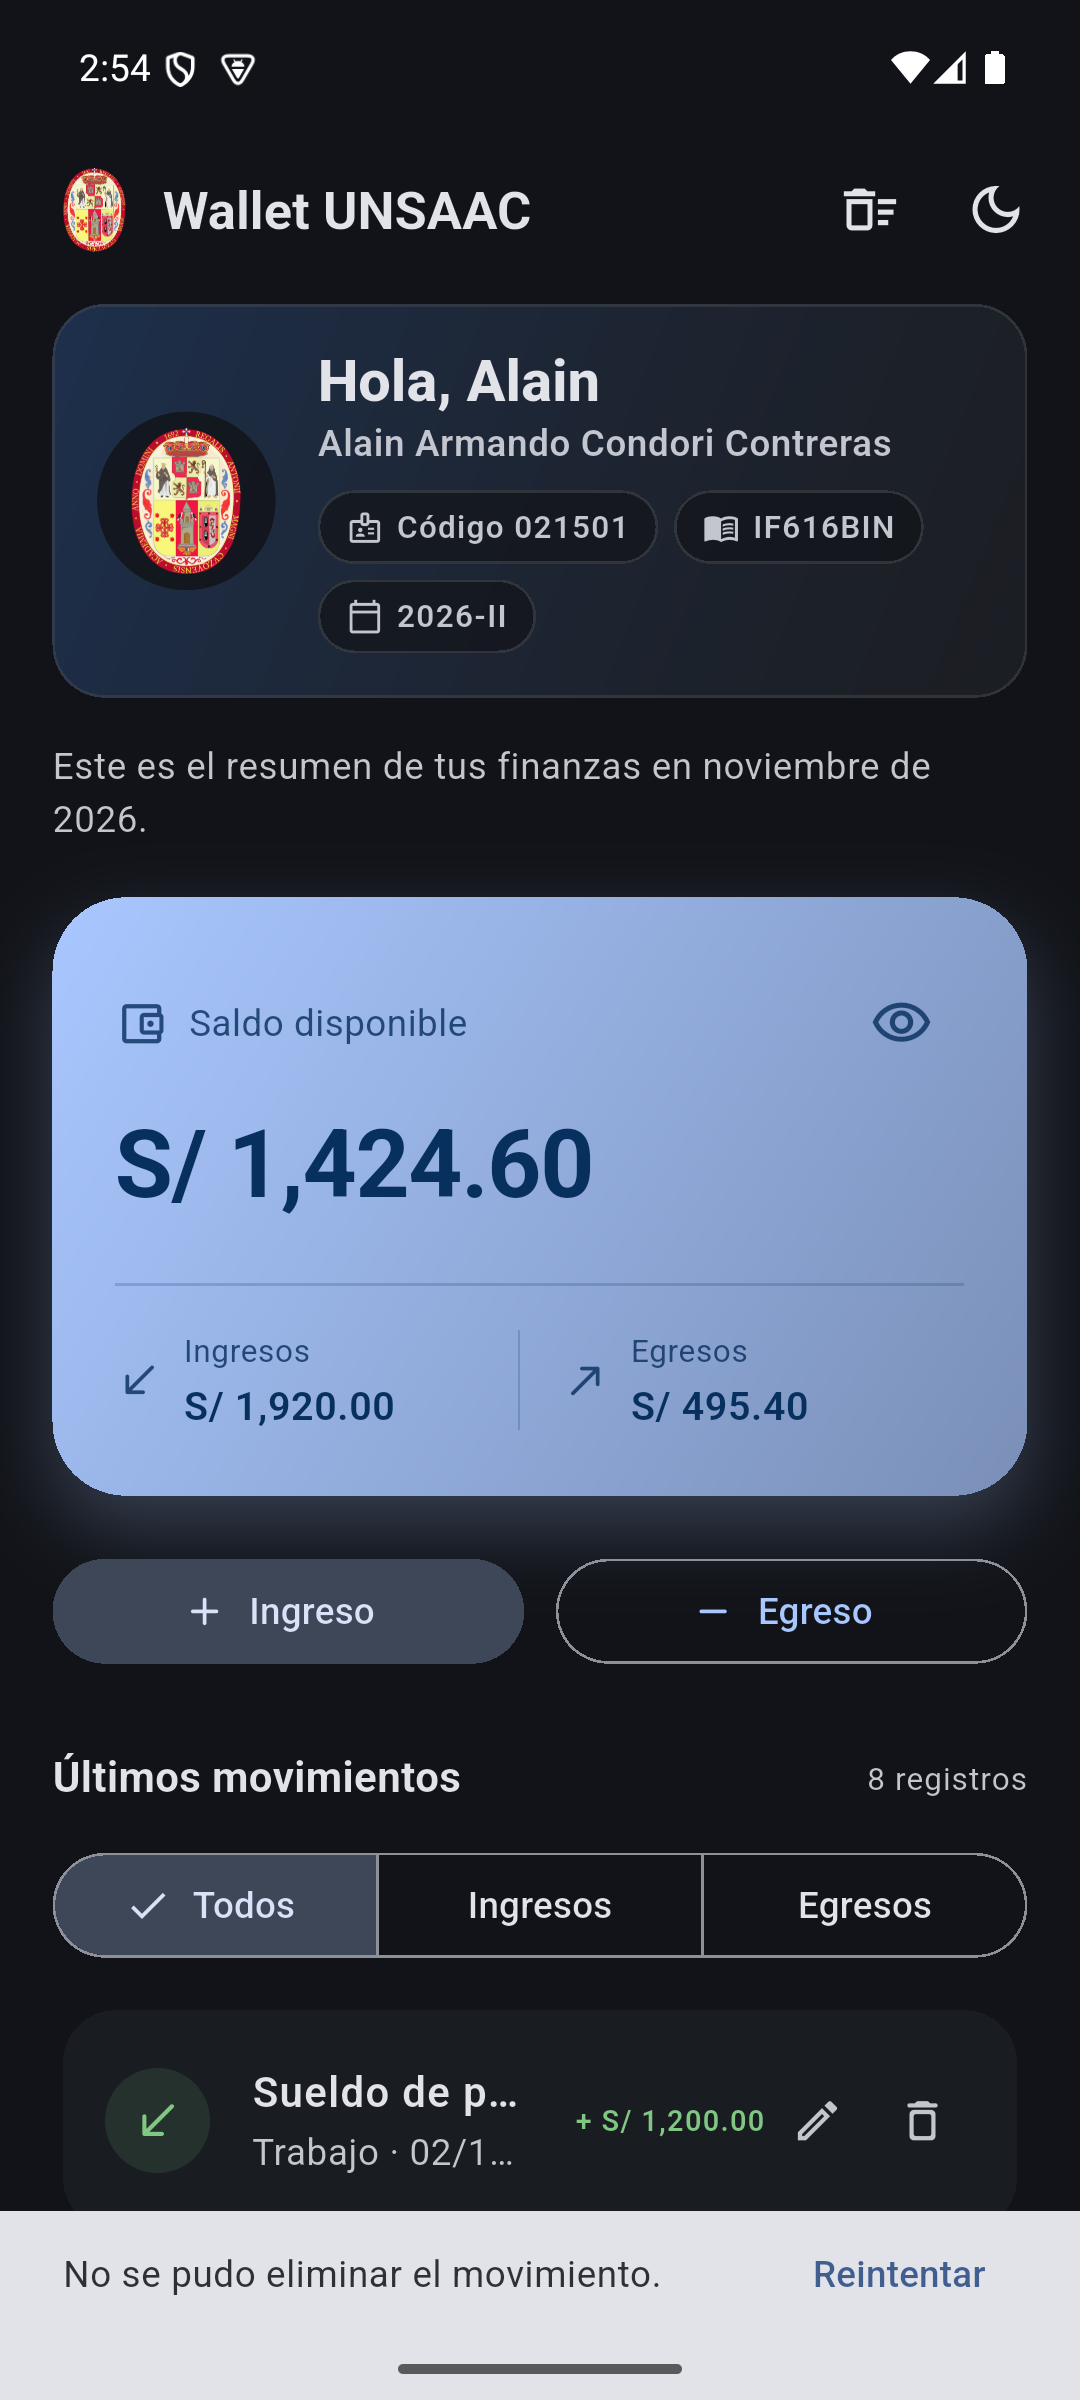 2:54
Wallet UNSAAC
Hola, Alain
Alain Armando Condori Contreras
Código 021501
IF616BIN
2026-II
Este es el resumen de tus finanzas en noviembre de
2026.
Saldo disponible
S/ 1,424.60
Ingresos
S/ 1,920.00
Egresos
S/ 495.40
Ingreso
Egreso
Últimos movimientos
8 registros
Todos
Ingresos
Egresos
Sueldo de p…
+ S/ 1,200.00
Trabajo · 02/1…
No se pudo eliminar el movimiento.
Reintentar